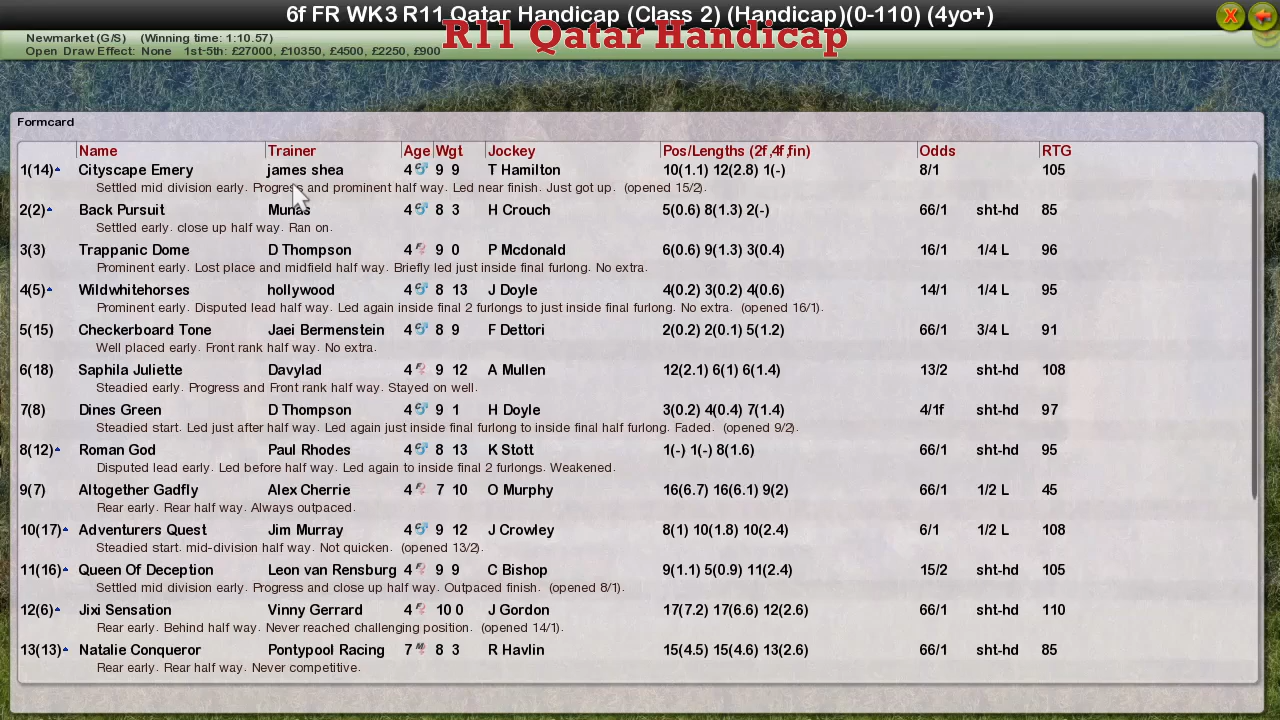 6f FR WK3 R11 Qatar Handicap (Class 2) (Handicap)(0-110) (4yo+)
R11 Qatar Handicap
Newmarket (G/S) (Winning time: 1:10.57)
Open Draw Effect: None 1st-5th: £27000, £10350, £4500, £2250, £900
Formcard
Name Trainer Age Wgt Jockey Pos/Lengths (2f,4f,fin) Odds RTG
1(14) Cityscape Emery james shea 4 9 9 T Hamilton 10(1.1) 12(2.8) 1(-) 8/1 105
Settled mid division early. Progress and prominent half way. Led near finish. Just got up. (opened 15/2).
2(2) Back Pursuit Munas 4 8 3 H Crouch 5(0.6) 8(1.3) 2(-) 66/1 sht-hd 85
Settled early. close up half way. Ran on.
3(3) Trappanic Dome D Thompson 4 9 0 P Mcdonald 6(0.6) 9(1.3) 3(0.4) 16/1 1/4 L 96
Prominent early. Lost place and midfield half way. Briefly led just inside final furlong. No extra.
4(5) Wildwhitehorses hollywood 4 8 13 J Doyle 4(0.2) 3(0.2) 4(0.6) 14/1 1/4 L 95
Prominent early. Disputed lead half way. Led again inside final 2 furlongs to just inside final furlong. No extra. (opened 16/1).
5(15) Checkerboard Tone Jaei Bermenstein 4 8 9 F Dettori 2(0.2) 2(0.1) 5(1.2) 66/1 3/4 L 91
Well placed early. Front rank half way. No extra.
6(18) Saphila Juliette Davylad 4 9 12 A Mullen 12(2.1) 6(1) 6(1.4) 13/2 sht-hd 108
Steadied early. Progress and Front rank half way. Stayed on well.
7(8) Dines Green D Thompson 4 9 1 H Doyle 3(0.2) 4(0.4) 7(1.4) 4/1f sht-hd 97
Steadied start. Led just after half way. Led again just inside final furlong to inside final half furlong. Faded. (opened 9/2).
8(12) Roman God Paul Rhodes 4 8 13 K Stott 1(-) 1(-) 8(1.6) 66/1 sht-hd 95
Disputed lead early. Led before half way. Led again to inside final 2 furlongs. Weakened.
9(7) Altogether Gadfly Alex Cherrie 4 7 10 O Murphy 16(6.7) 16(6.1) 9(2) 66/1 1/2 L 45
Rear early. Rear half way. Always outpaced.
10(17) Adventurers Quest Jim Murray 4 9 12 J Crowley 8(1) 10(1.8) 10(2.4) 6/1 1/2 L 108
Steadied start. mid-division half way. Not quicken. (opened 13/2).
11(16) Queen Of Deception Leon van Rensburg 4 9 9 C Bishop 9(1.1) 5(0.9) 11(2.4) 15/2 sht-hd 105
Settled mid division early. Progress and close up half way. Outpaced finish. (opened 8/1).
12(6) Jixi Sensation Vinny Gerrard 4 10 0 J Gordon 17(7.2) 17(6.6) 12(2.6) 66/1 sht-hd 110
Rear early. Behind half way. Never reached challenging position. (opened 14/1).
13(13) Natalie Conqueror Pontypool Racing 7 8 3 R Havlin 15(4.5) 15(4.6) 13(2.6) 66/1 sht-hd 85
Rear early. Rear half way. Never competitive.